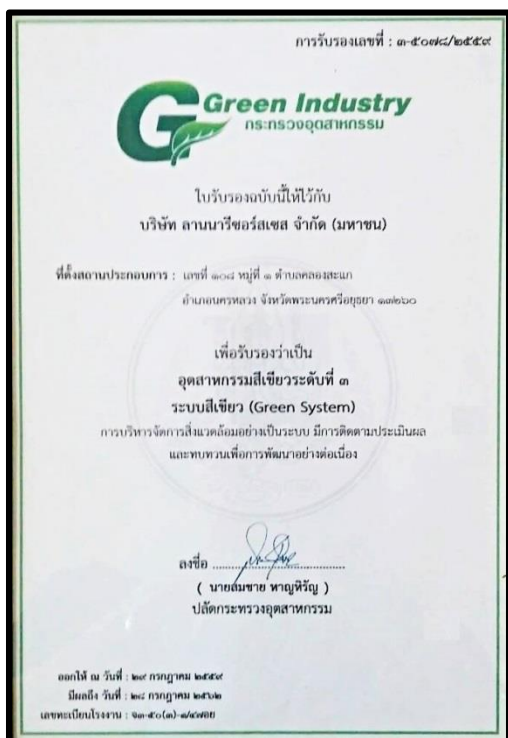 การรับรองเลขที่ : ๓-๕๐๗๘/๒๕๕๙
Green Industry
กระทรวงอุตสาหกรรม
ใบรับรองฉบับนี้ให้ไว้กับ
บริษัท ลานนารีซอร์สเซส จำกัด (มหาชน)
ที่ตั้งสถานประกอบการ : เลขที่ ๑๐๘ หมู่ที่ ๑ ตำบลคลองสะแก
อำเภอนครหลวง จังหวัดพระนครศรีอยุธยา ๑๓๒๖๐
เพื่อรับรองว่าเป็น
อุตสาหกรรมสีเขียวระดับที่ ๓
ระบบสีเขียว (Green System)
การบริหารจัดการสิ่งแวดล้อมอย่างเป็นระบบ มีการติดตามประเมินผล
และทบทวนเพื่อการพัฒนาอย่างต่อเนื่อง
ลงชื่อ
( นายสมชาย หาญหิรัญ )
ปลัดกระทรวงอุตสาหกรรม
ออกให้ ณ วันที่ : ๒๙ กรกฎาคม ๒๕๕๙
มีผลถึง วันที่ : ๒๘ กรกฎาคม ๒๕๖๒
เลขทะเบียนโรงงาน :